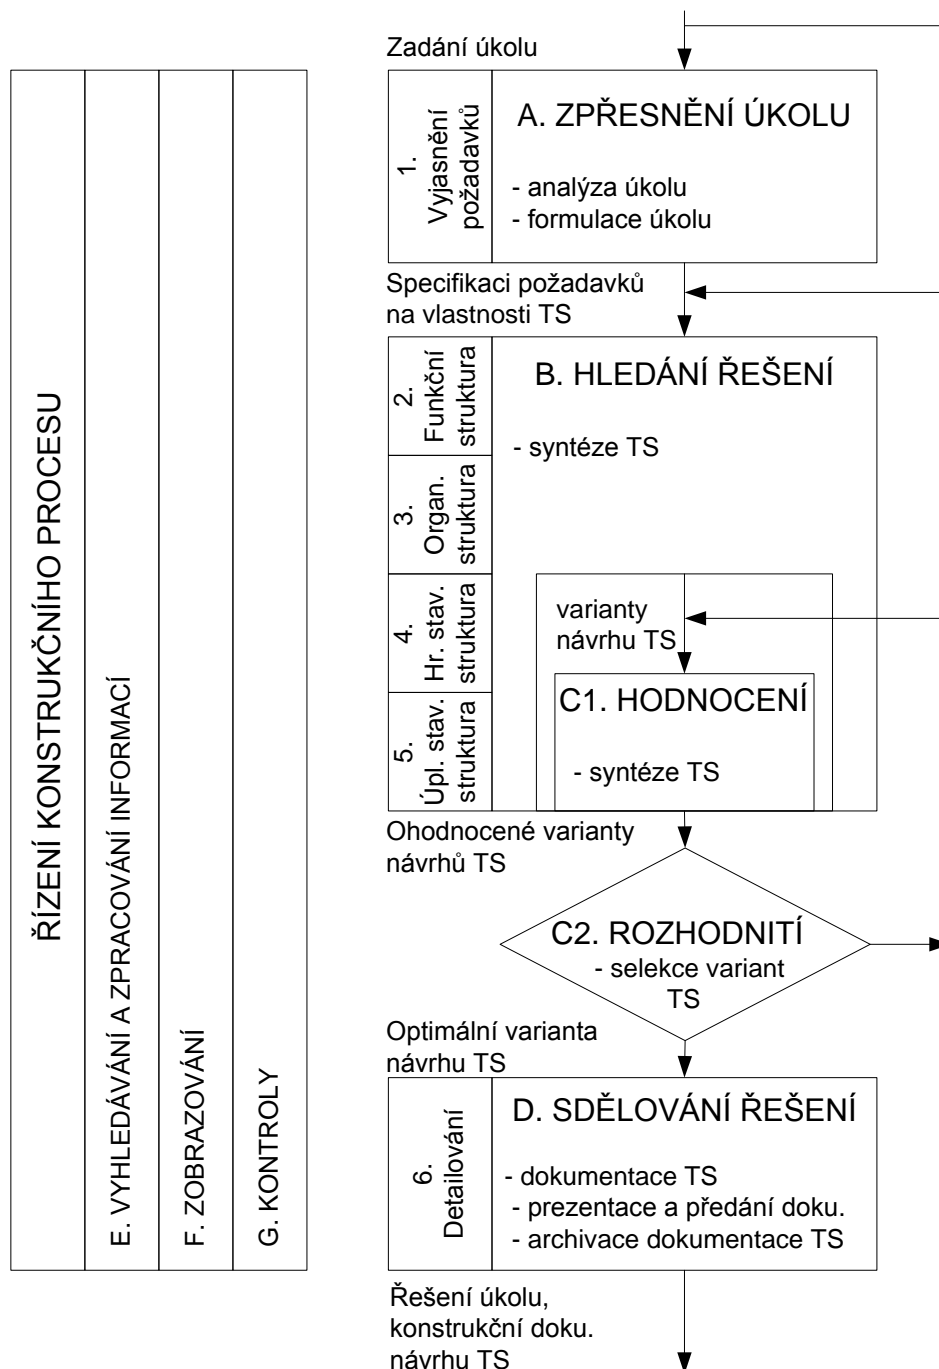 ŘÍZENÍ KONSTRUKČNÍHO PROCESU
E. VYHLEDÁVÁNÍ A ZPRACOVÁNÍ INFORMACÍ
F. ZOBRAZOVÁNÍ
G. KONTROLY
Zadání úkolu
1.
Vyjasnění
požadavků
A. ZPŘESNĚNÍ ÚKOLU
- analýza úkolu
- formulace úkolu
Specifikaci požadavků
na vlastnosti TS
2.
Funkční
struktura
B. HLEDÁNÍ ŘEŠENÍ
- syntéze TS
3.
Organ.
struktura
4.
Hr. stav.
struktura
varianty
návrhu TS
5.
Úpl. stav.
struktura
C1. HODNOCENÍ
- syntéze TS
Ohodnocené varianty
návrhů TS
C2. ROZHODNITÍ
- selekce variant
TS
Optimální varianta
návrhu TS
6.
Detailování
D. SDĚLOVÁNÍ ŘEŠENÍ
- dokumentace TS
- prezentace a předání doku.
- archivace dokumentace TS
Řešení úkolu,
konstrukční doku.
návrhu TS